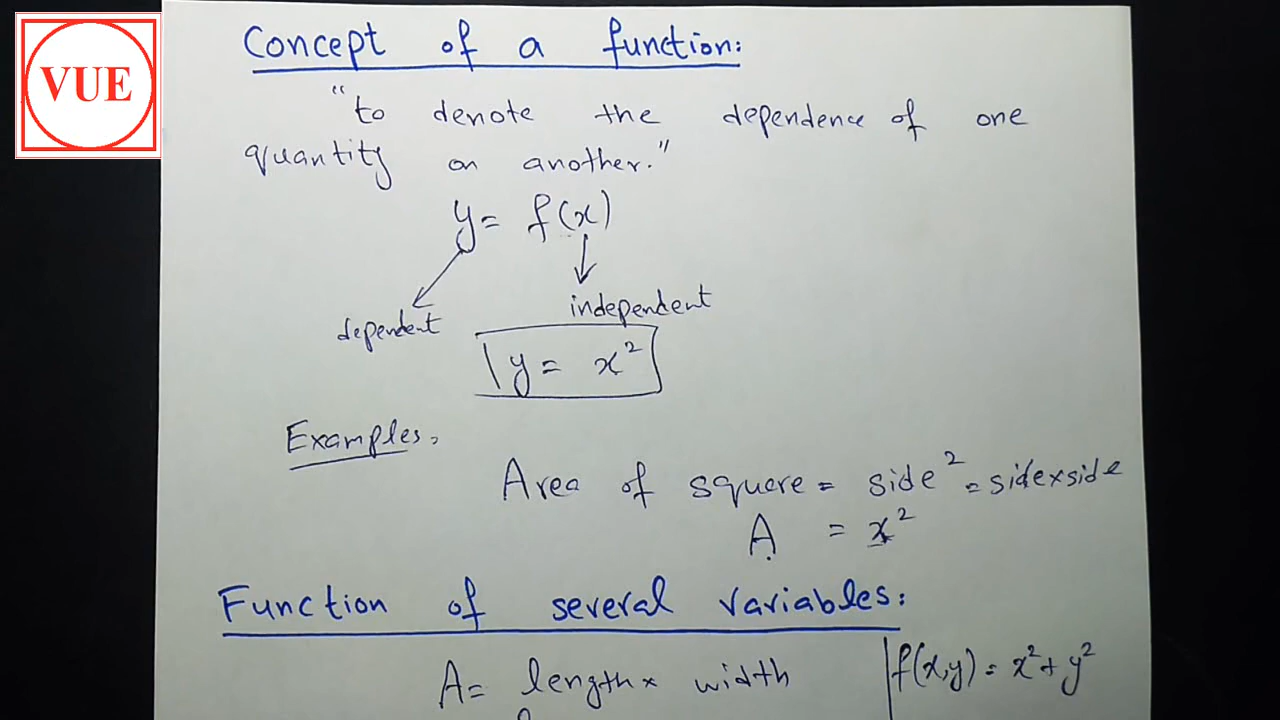 VUE
Concept of a function:
"to denote the dependence of one
quantity on another."
y = f(x)
dependent
independent
y = x²
Examples,
Area of square = side² = side×side
A = x²
Function of several variables:
A = length × width
f(x,y) = x² + y²